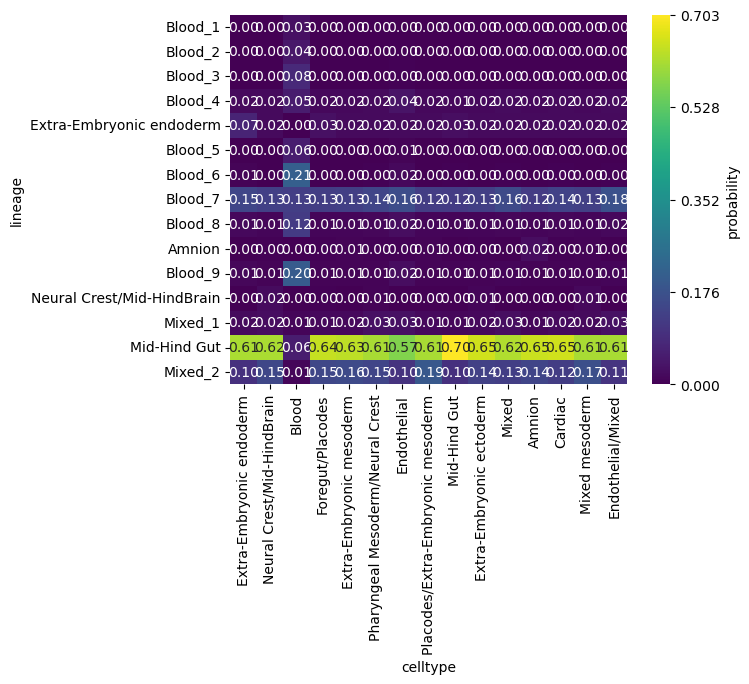 Blood_1 0.00 0.00 0.03 0.00 0.00 0.00 0.00 0.00 0.00 0.00 0.00 0.00 0.00 0.00 0.00
Blood_2 0.00 0.00 0.04 0.00 0.00 0.00 0.00 0.00 0.00 0.00 0.00 0.00 0.00 0.00 0.00
Blood_3 0.00 0.00 0.08 0.00 0.00 0.00 0.00 0.00 0.00 0.00 0.00 0.00 0.00 0.00 0.00
Blood_4 0.02 0.02 0.05 0.02 0.02 0.02 0.04 0.02 0.01 0.02 0.02 0.02 0.02 0.02 0.02
Extra-Embryonic endoderm 0.07 0.02 0.00 0.03 0.02 0.02 0.02 0.02 0.03 0.02 0.02 0.02 0.02 0.02 0.02
Blood_5 0.00 0.00 0.06 0.00 0.00 0.00 0.01 0.00 0.00 0.00 0.00 0.00 0.00 0.00 0.00
Blood_6 0.01 0.00 0.21 0.00 0.00 0.00 0.02 0.00 0.00 0.00 0.00 0.00 0.00 0.00 0.01
Blood_7 0.15 0.13 0.13 0.13 0.13 0.14 0.16 0.12 0.12 0.13 0.16 0.12 0.14 0.13 0.18
Blood_8 0.01 0.01 0.12 0.01 0.01 0.01 0.02 0.01 0.01 0.01 0.01 0.01 0.01 0.01 0.02
Amnion 0.00 0.00 0.00 0.00 0.01 0.00 0.00 0.01 0.00 0.00 0.00 0.02 0.00 0.01 0.00
Blood_9 0.01 0.01 0.20 0.01 0.01 0.01 0.02 0.01 0.01 0.01 0.01 0.01 0.01 0.01 0.01
Neural Crest/Mid-HindBrain 0.00 0.02 0.00 0.00 0.00 0.01 0.00 0.00 0.00 0.01 0.00 0.00 0.00 0.01 0.00
Mixed_1 0.02 0.02 0.01 0.01 0.02 0.03 0.03 0.01 0.01 0.02 0.03 0.01 0.02 0.02 0.03
Mid-Hind Gut 0.61 0.62 0.06 0.64 0.63 0.61 0.57 0.61 0.70 0.65 0.62 0.65 0.65 0.61 0.61
Mixed_2 0.10 0.15 0.01 0.15 0.16 0.15 0.10 0.19 0.10 0.14 0.13 0.14 0.12 0.17 0.11
lineage
Extra-Embryonic endoderm
Neural Crest/Mid-HindBrain
Blood
Foregut/Placodes
Extra-Embryonic mesoderm
Pharyngeal Mesoderm/Neural Crest
Endothelial
Placodes/Extra-Embryonic mesoderm
Mid-Hind Gut
Extra-Embryonic ectoderm
Mixed
Amnion
Cardiac
Mixed mesoderm
Endothelial/Mixed
celltype
0.703
0.528
0.352
0.176
0.000
probability